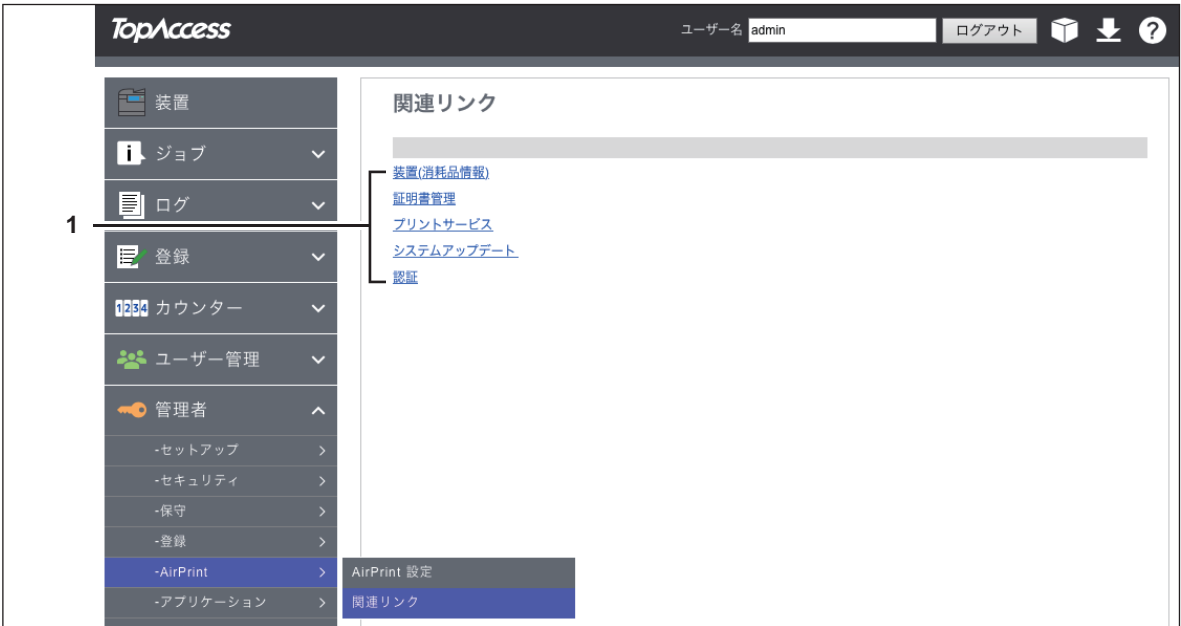 TopAccess
ユーザー名 admin ログアウト
装置
ジョブ
ログ
登録
1234 カウンター
ユーザー管理
管理者
-セットアップ
-セキュリティ
-保守
-登録
-AirPrint
-アプリケーション
AirPrint 設定
関連リンク
関連リンク
装置(消耗品情報)
証明書管理
プリントサービス
システムアップデート
認証
1